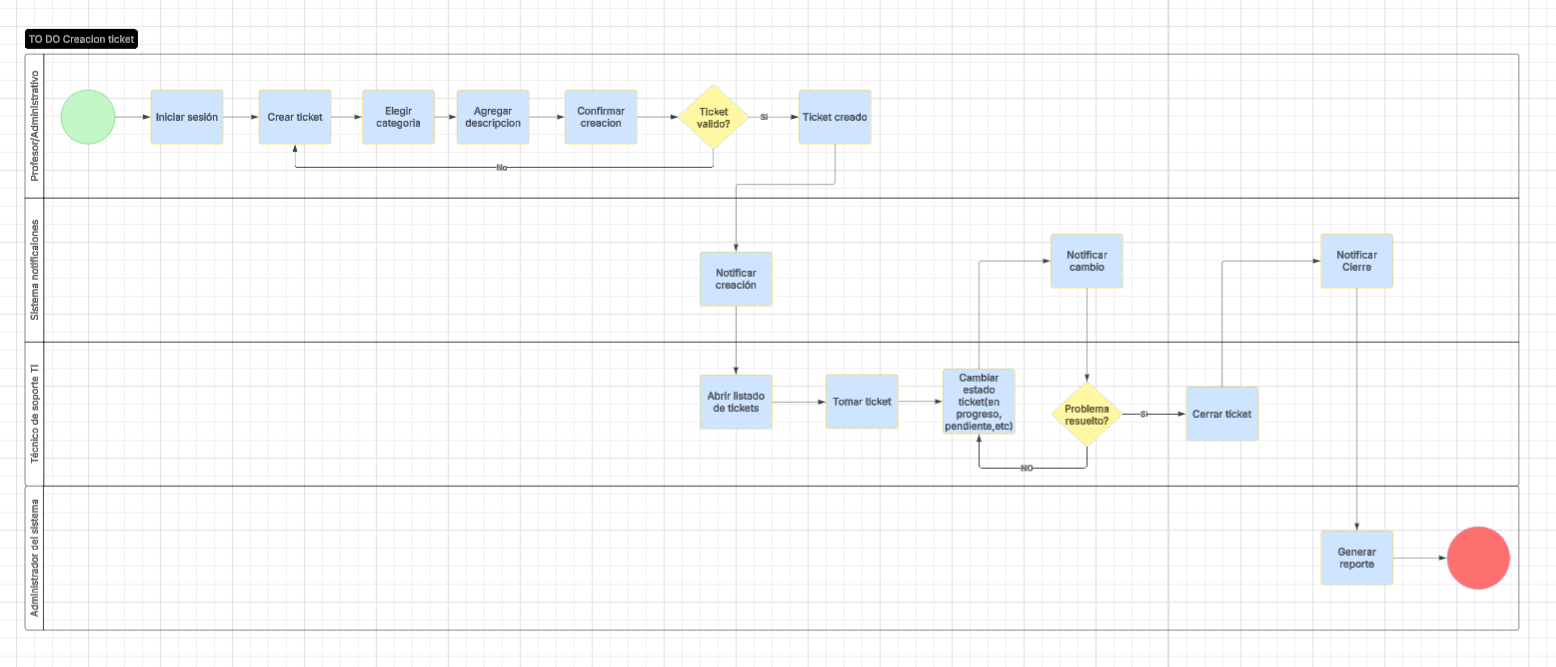 TO DO Creacion ticket
Profesor/Administrativo
Iniciar sesión
Crear ticket
Elegir
categoria
Agregar
descripcion
Confirmar
creacion
Ticket
valido?
Si
Ticket creado
No
Sistema notificaiones
Notificar
creación
Notificar
cambio
Notificar
Cierre
Técnico de soporte TI
Abrir listado
de tickets
Tomar ticket
Cambiar
estado
ticket(en
progreso,
pendiente,etc)
Problema
resuelto?
Si
Cerrar ticket
NO
Administrador del sistema
Generar
reporte